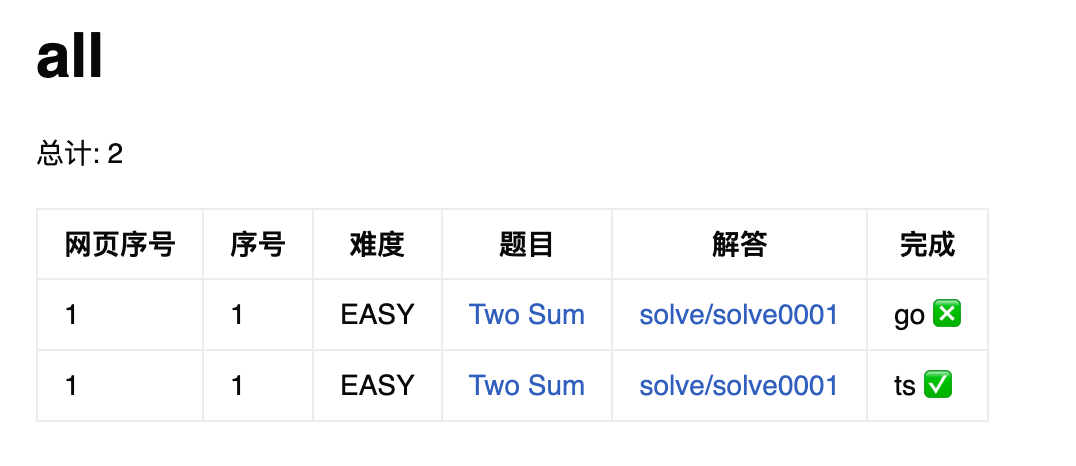 all
总计: 2
网页序号 序号 难度 题目 解答 完成
1 1 EASY Two Sum solve/solve0001 go ❎
1 1 EASY Two Sum solve/solve0001 ts ✅